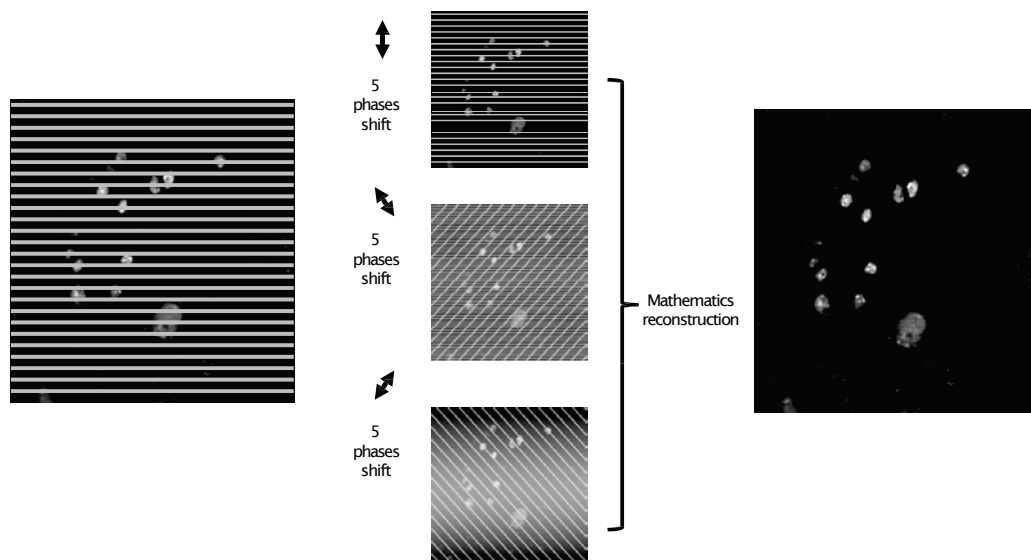 5
phases
shift
5
phases
shift
5
phases
shift
Mathematics
reconstruction